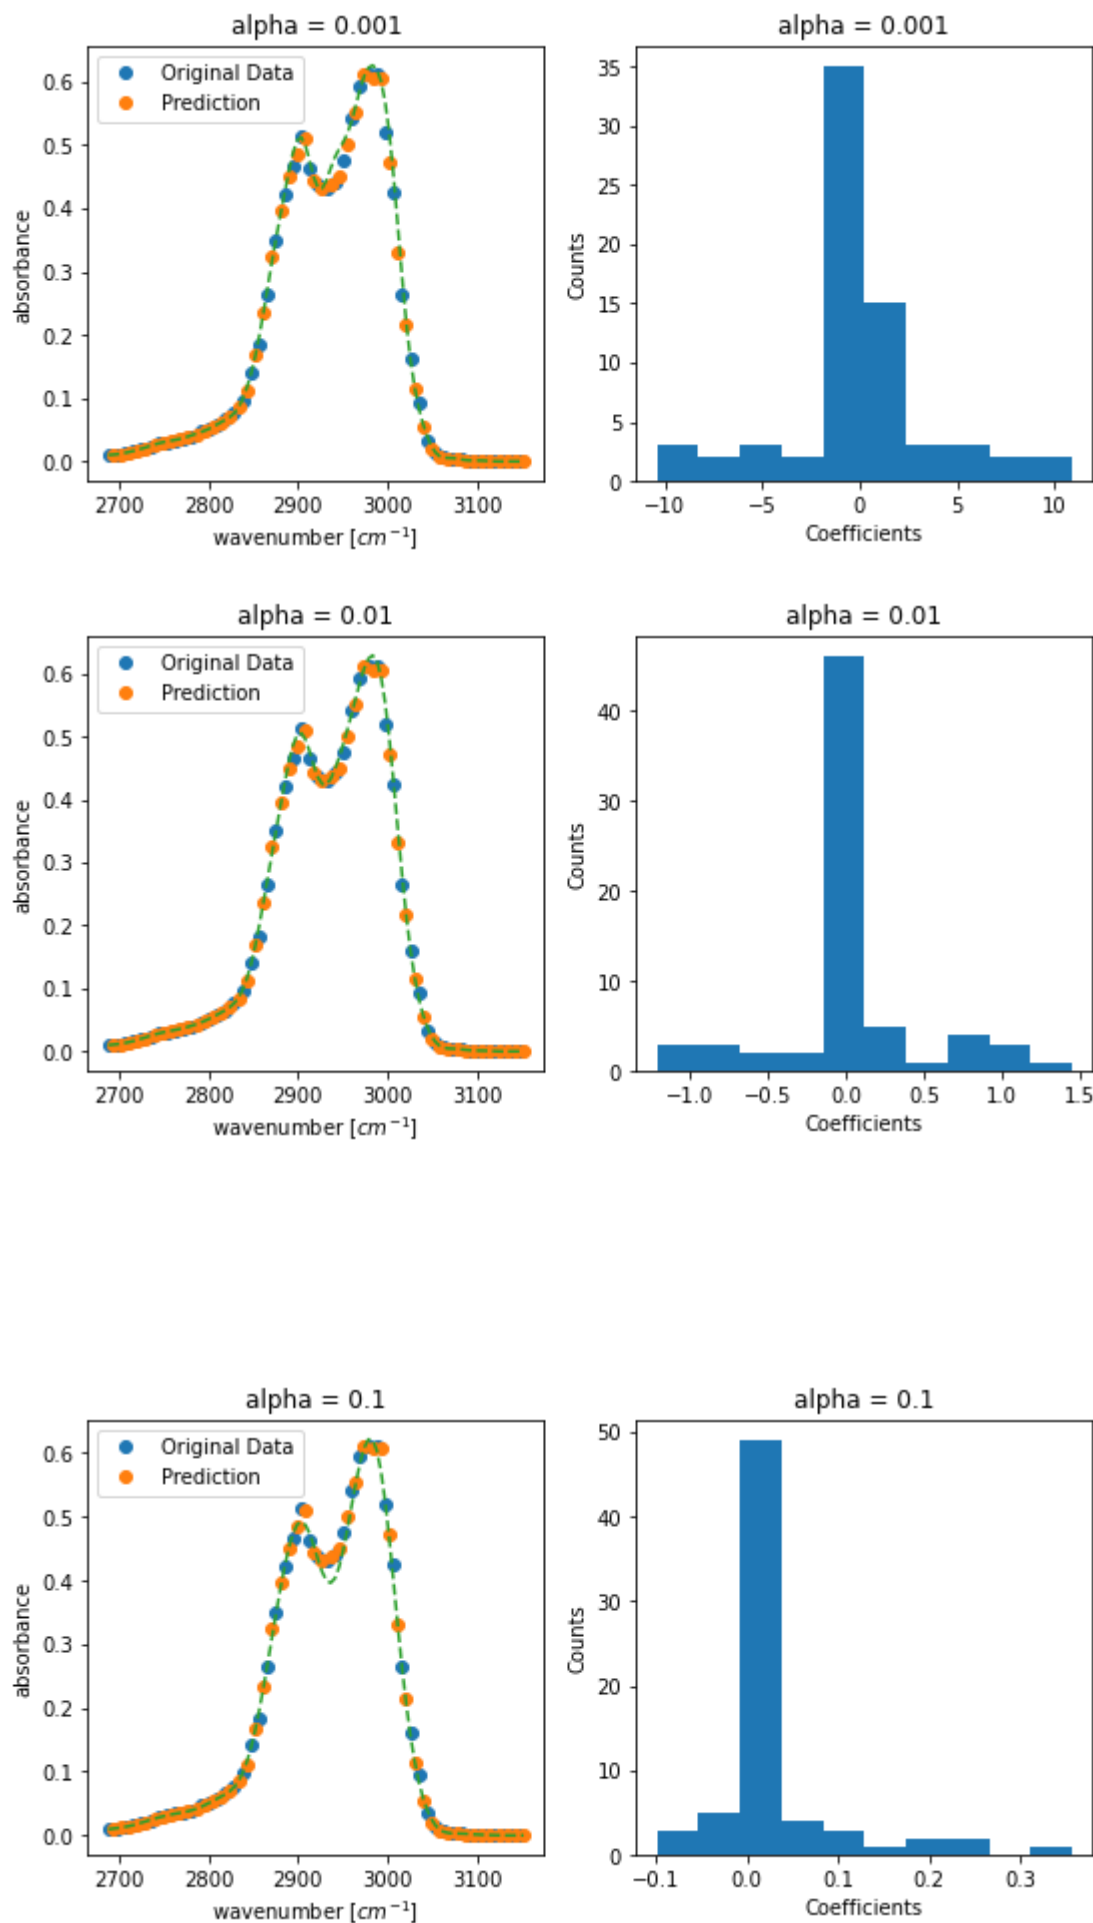 alpha = 0.001
Original Data
Prediction
0.6
0.5
0.4
0.3
0.2
0.1
0.0
absorbance
2700 2800 2900 3000 3100
wavenumber [cm⁻¹]
alpha = 0.001
35
30
25
20
15
10
5
0
Counts
−10 −5 0 5 10
Coefficients
alpha = 0.01
Original Data
Prediction
0.6
0.5
0.4
0.3
0.2
0.1
0.0
absorbance
2700 2800 2900 3000 3100
wavenumber [cm⁻¹]
alpha = 0.01
40
30
20
10
0
Counts
−1.0 −0.5 0.0 0.5 1.0 1.5
Coefficients
alpha = 0.1
Original Data
Prediction
0.6
0.5
0.4
0.3
0.2
0.1
0.0
absorbance
2700 2800 2900 3000 3100
wavenumber [cm⁻¹]
alpha = 0.1
50
40
30
20
10
0
Counts
−0.1 0.0 0.1 0.2 0.3
Coefficients